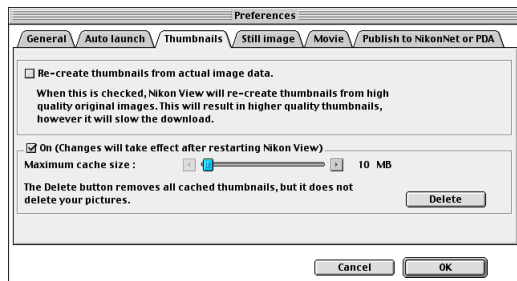 Preferences
General Auto launch Thumbnails Still image Movie Publish to NikonNet or PDA
Re-create thumbnails from actual image data.
When this is checked, Nikon View will re-create thumbnails from high
quality original images. This will result in higher quality thumbnails,
however it will slow the download.
On (Changes will take effect after restarting Nikon View)
Maximum cache size : 10 MB
The Delete button removes all cached thumbnails, but it does not
delete your pictures.
Delete
Cancel OK